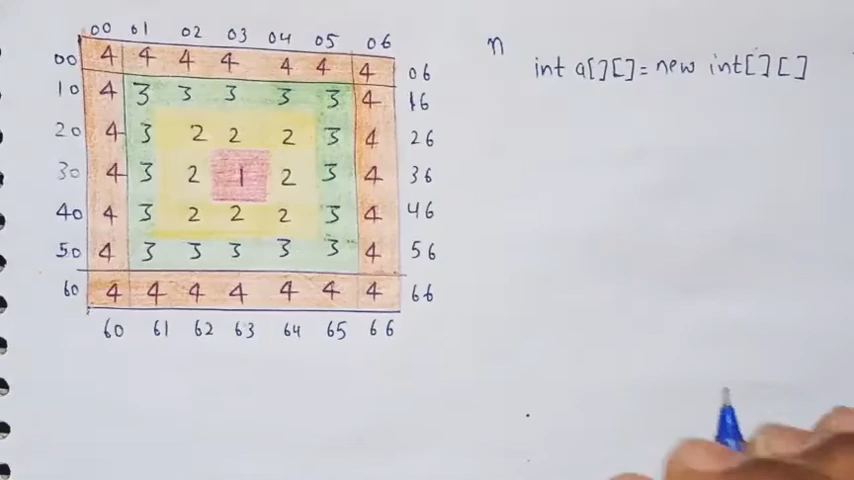 00 01 02 03 04 05 06
n
00 4 4 4 4 4 4 4 06
int a[][]= new int[][]
10 4 3 3 3 3 3 4 16
20 4 3 2 2 2 3 4 26
30 4 3 2 1 2 3 4 36
40 4 3 2 2 2 3 4 46
50 4 3 3 3 3 3 4 56
60 4 4 4 4 4 4 4 66
60 61 62 63 64 65 66